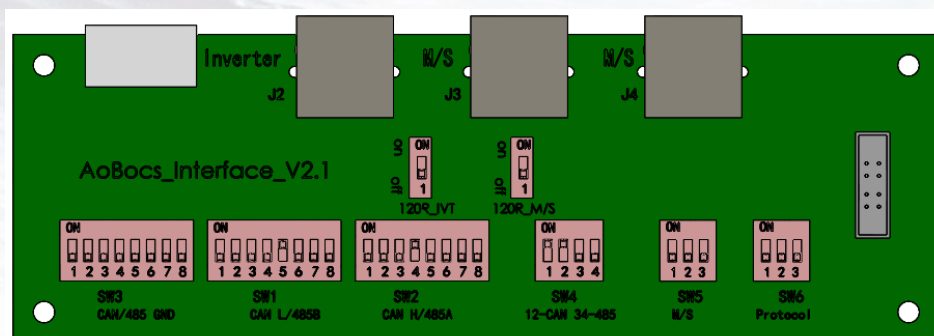 Inverter
J2
M/S
J3
M/S
J4
AoBocs_Interface_V2.1
on
off
ON
1
120R_IVT
on
off
ON
1
120R_M/S
ON
1 2 3 4 5 6 7 8
SW3
CAN/485 GND
ON
1 2 3 4 5 6 7 8
SW1
CAN L/485B
ON
1 2 3 4 5 6 7 8
SW2
CAN H/485A
ON
1 2 3 4
SW4
12-CAN 34-485
ON
1 2 3
SW5
M/S
ON
1 2 3
SW6
Protocol